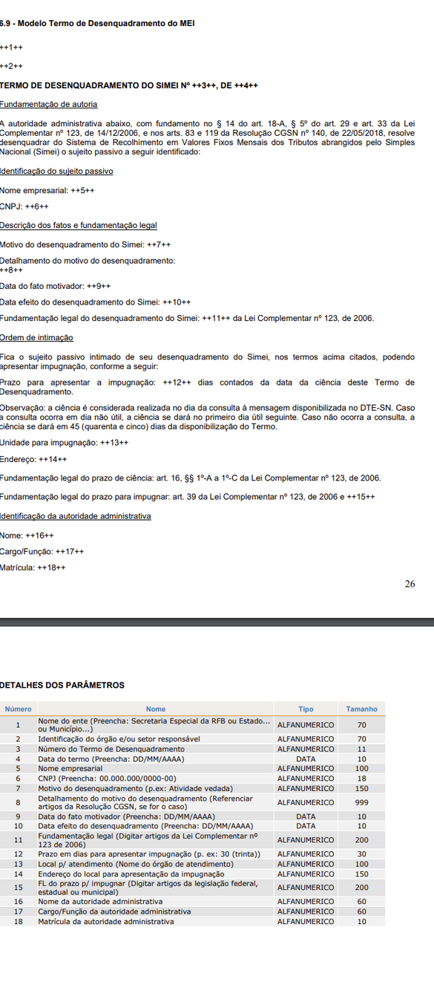 6.9 - Modelo Termo de Desenquadramento do MEI
++1++
++2++
TERMO DE DESENQUADRAMENTO DO SIMEI Nº ++3++, DE ++4++
Fundamentação de autoria
A autoridade administrativa abaixo, com fundamento no § 14 do art. 18-A, § 5º do art. 29 e art. 33 da Lei
Complementar nº 123, de 14/12/2006, e nos arts. 83 e 119 da Resolução CGSN nº 140, de 22/05/2018, resolve
desenquadrar do Sistema de Recolhimento em Valores Fixos Mensais dos Tributos abrangidos pelo Simples
Nacional (Simei) o sujeito passivo a seguir identificado:
Identificação do sujeito passivo
Nome empresarial: ++5++
CNPJ: ++6++
Descrição dos fatos e fundamentação legal
Motivo do desenquadramento do Simei: ++7++
Detalhamento do motivo do desenquadramento:
++8++
Data do fato motivador: ++9++
Data efeito do desenquadramento do Simei: ++10++
Fundamentação legal do desenquadramento do Simei: ++11++ da Lei Complementar nº 123, de 2006.
Ordem de intimação
Fica o sujeito passivo intimado de seu desenquadramento do Simei, nos termos acima citados, podendo
apresentar impugnação, conforme a seguir:
Prazo para apresentar a impugnação: ++12++ dias contados da data da ciência deste Termo de
Desenquadramento.
Observação: a ciência é considerada realizada no dia da consulta à mensagem disponibilizada no DTE-SN. Caso
a consulta ocorra em dia não útil, a ciência se dará no primeiro dia útil seguinte. Caso não ocorra a consulta, a
ciência se dará em 45 (quarenta e cinco) dias da disponibilização do Termo.
Unidade para impugnação: ++13++
Endereço: ++14++
Fundamentação legal do prazo de ciência: art. 16, §§ 1º-A a 1º-C da Lei Complementar nº 123, de 2006.
Fundamentação legal do prazo para impugnar: art. 39 da Lei Complementar nº 123, de 2006 e ++15++
Identificação da autoridade administrativa
Nome: ++16++
Cargo/Função: ++17++
Matrícula: ++18++
26
DETALHES DOS PARÂMETROS
Número Nome Tipo Tamanho
1 Nome do ente (Preencha: Secretaria Especial da RFB ou Estado... ou Município...) ALFANUMERICO 70
2 Identificação do órgão e/ou setor responsável ALFANUMERICO 70
3 Número do Termo de Desenquadramento ALFANUMERICO 11
4 Data do termo (Preencha: DD/MM/AAAA) DATA 10
5 Nome empresarial ALFANUMERICO 100
6 CNPJ (Preencha: 00.000.000/0000-00) ALFANUMERICO 18
7 Motivo do desenquadramento (p.ex: Atividade vedada) ALFANUMERICO 150
8 Detalhamento do motivo do desenquadramento (Referenciar artigos da Resolução CGSN, se for o caso) ALFANUMERICO 999
9 Data do fato motivador (Preencha: DD/MM/AAAA) DATA 10
10 Data efeito do desenquadramento (Preencha: DD/MM/AAAA) DATA 10
11 Fundamentação legal (Digitar artigos da Lei Complementar nº 123 de 2006) ALFANUMERICO 200
12 Prazo em dias para apresentar impugnação (p. ex: 30 (trinta)) ALFANUMERICO 30
13 Local p/ atendimento (Nome do órgão de atendimento) ALFANUMERICO 100
14 Endereço do local para apresentação da impugnação ALFANUMERICO 150
15 FL do prazo p/ impugnar (Digitar artigos da legislação federal, estadual ou municipal) ALFANUMERICO 200
16 Nome da autoridade administrativa ALFANUMERICO 60
17 Cargo/Função da autoridade administrativa ALFANUMERICO 60
18 Matrícula da autoridade administrativa ALFANUMERICO 10